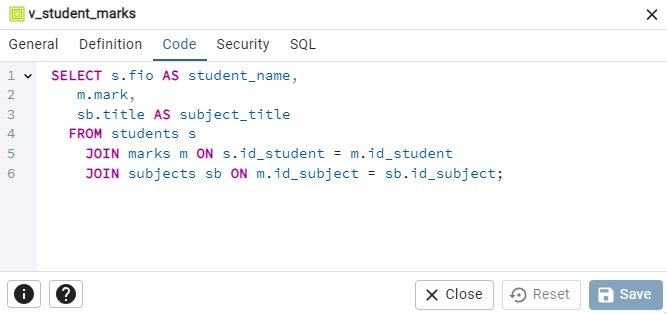 v_student_marks
General Definition Code Security SQL
1 SELECT s.fio AS student_name,
2 m.mark,
3 sb.title AS subject_title
4 FROM students s
5 JOIN marks m ON s.id_student = m.id_student
6 JOIN subjects sb ON m.id_subject = sb.id_subject;
Close Reset Save